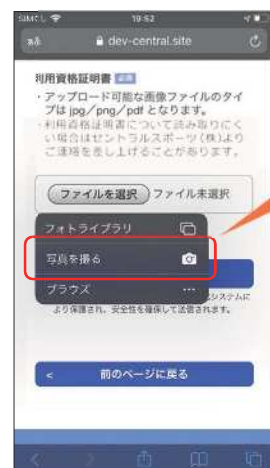 SIMなし 19:52
ぁあ dev-central.site
利用資格証明書 必須
・アップロード可能な画像ファイルのタイ
プは jpg／png／pdf となります。
・利用資格証明書について読み取りにく
い場合はセントラルスポーツ（株）より
ご連絡を差し上げることがあります。
ファイルを選択 ファイル未選択
フォトライブラリ
写真を撮る
ブラウズ
システムに
より保護され、安全性を確保して送信されます。
< 前のページに戻る